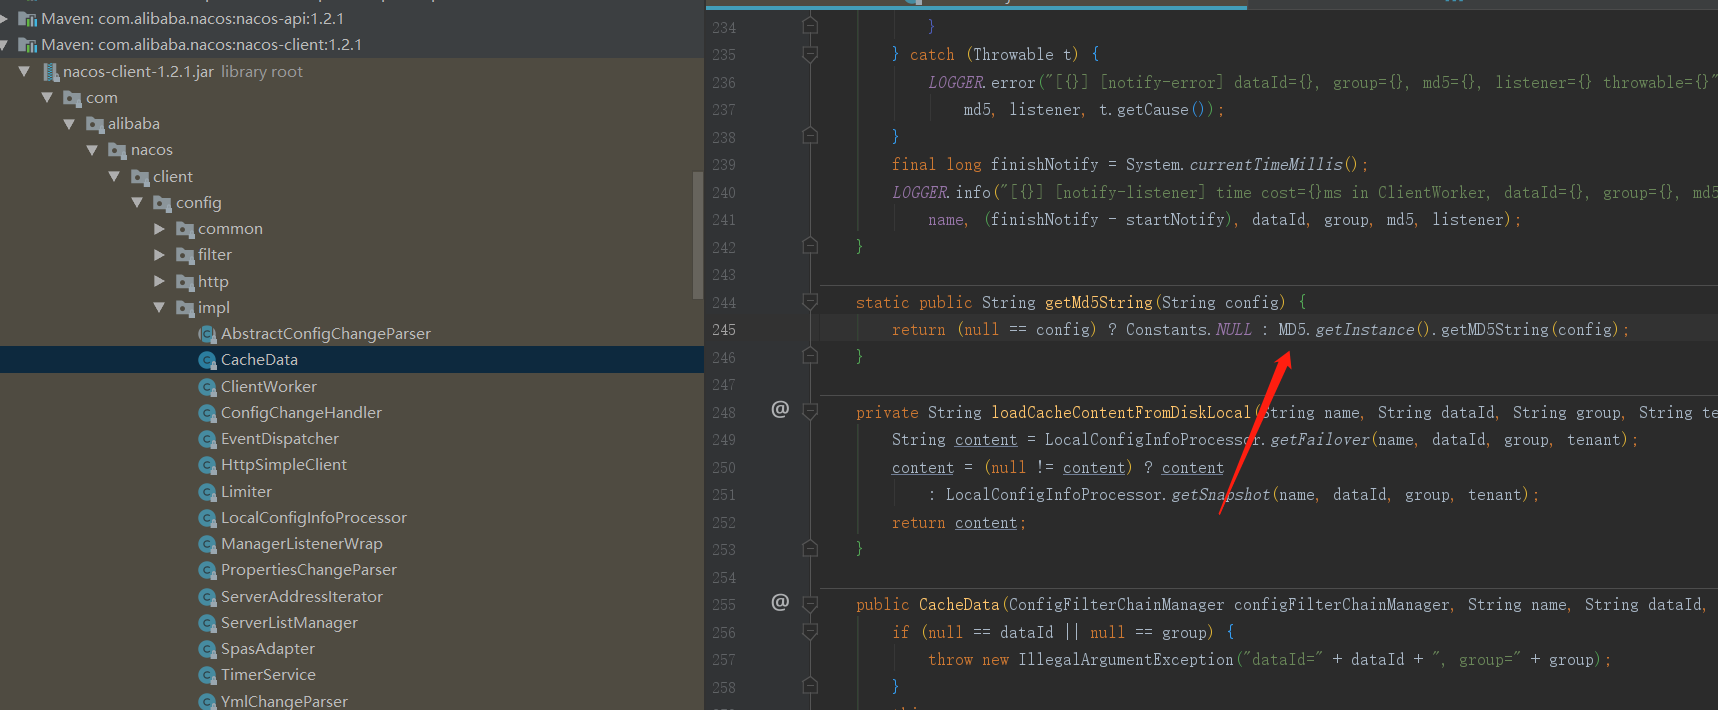 Maven: com.alibaba.nacos:nacos-api:1.2.1
Maven: com.alibaba.nacos:nacos-client:1.2.1
nacos-client-1.2.1.jar library root
com
alibaba
nacos
client
config
common
filter
http
impl
AbstractConfigChangeParser
CacheData
ClientWorker
ConfigChangeHandler
EventDispatcher
HttpSimpleClient
Limiter
LocalConfigInfoProcessor
ManagerListenerWrap
PropertiesChangeParser
ServerAddressIterator
ServerListManager
SpasAdapter
TimerService
YmlChangeParser
234 }
235 } catch (Throwable t) {
236 LOGGER.error("[{}] [notify-error] dataId={}, group={}, md5={}, listener={} throwable={}"
237 md5, listener, t.getCause());
238 }
239 final long finishNotify = System.currentTimeMillis();
240 LOGGER.info("[{}] [notify-listener] time cost={}ms in ClientWorker, dataId={}, group={}, md5
241 name, (finishNotify - startNotify), dataId, group, md5, listener);
242 }
243
244 static public String getMd5String(String config) {
245 return (null == config) ? Constants.NULL : MD5.getInstance().getMD5String(config);
246 }
247
248 @ private String loadCacheContentFromDiskLocal(String name, String dataId, String group, String te
249 String content = LocalConfigInfoProcessor.getFailover(name, dataId, group, tenant);
250 content = (null != content) ? content
251 : LocalConfigInfoProcessor.getSnapshot(name, dataId, group, tenant);
252 return content;
253 }
254
255 @ public CacheData(ConfigFilterChainManager configFilterChainManager, String name, String dataId,
256 if (null == dataId || null == group) {
257 throw new IllegalArgumentException("dataId=" + dataId + ", group=" + group);
258 }